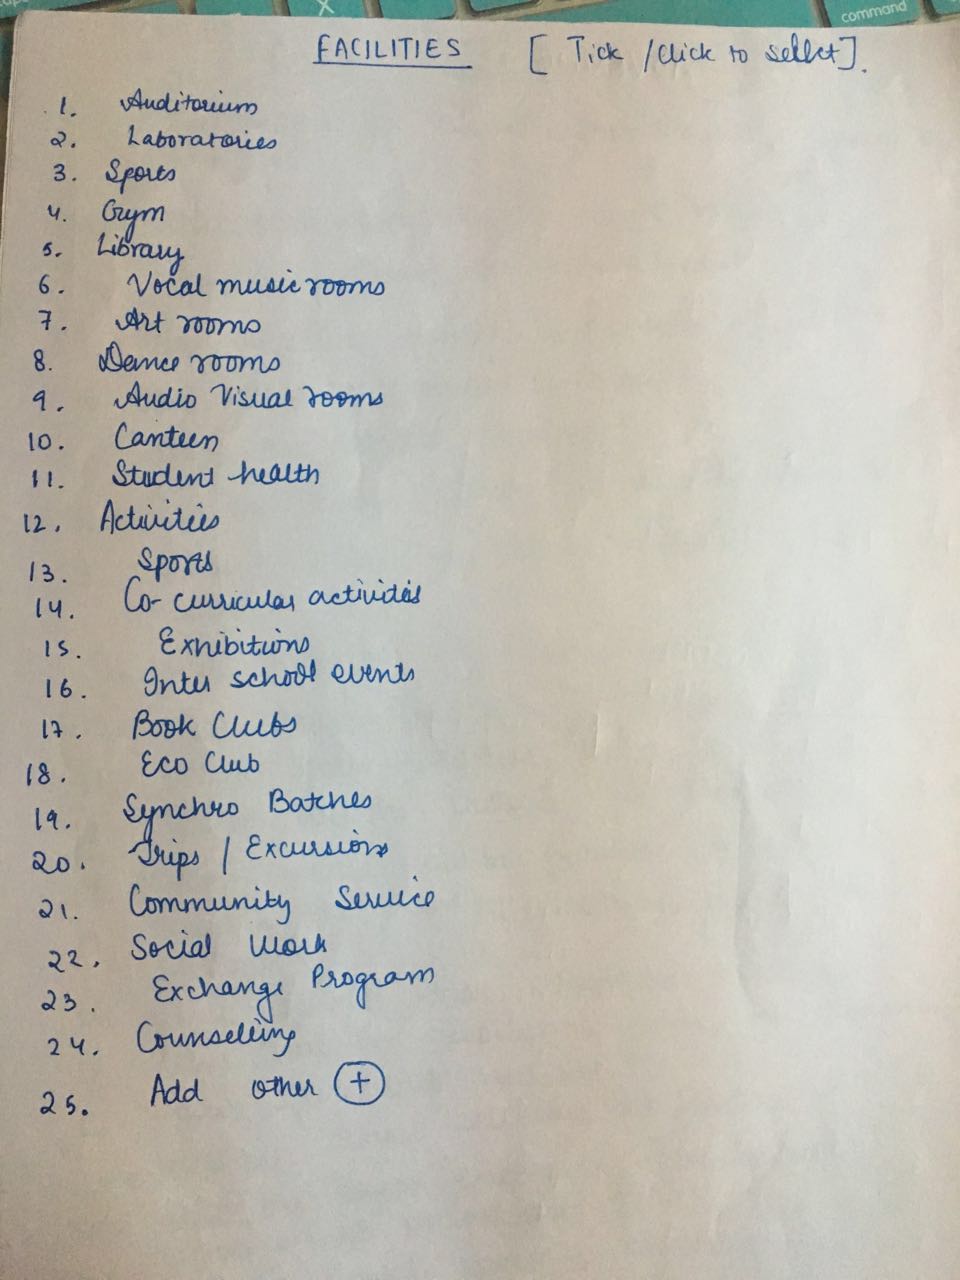 command
FACILITIES [ Tick /Click to select].
1. Auditorium
2. Laboratories
3. Sports
4. Gym
5. Library
6. Vocal music rooms
7. Art rooms
8. Dance rooms
9. Audio Visual rooms
10. Canteen
11. Student health
12. Activities
13. Sports
14. Co-curricular activities
15. Exhibitions
16. Inter school events
17. Book Clubs
18. Eco Club
19. Synchro Batches
20. Trips / Excursions
21. Community Service
22. Social Work
23. Exchange Program
24. Counselling
25. Add other +